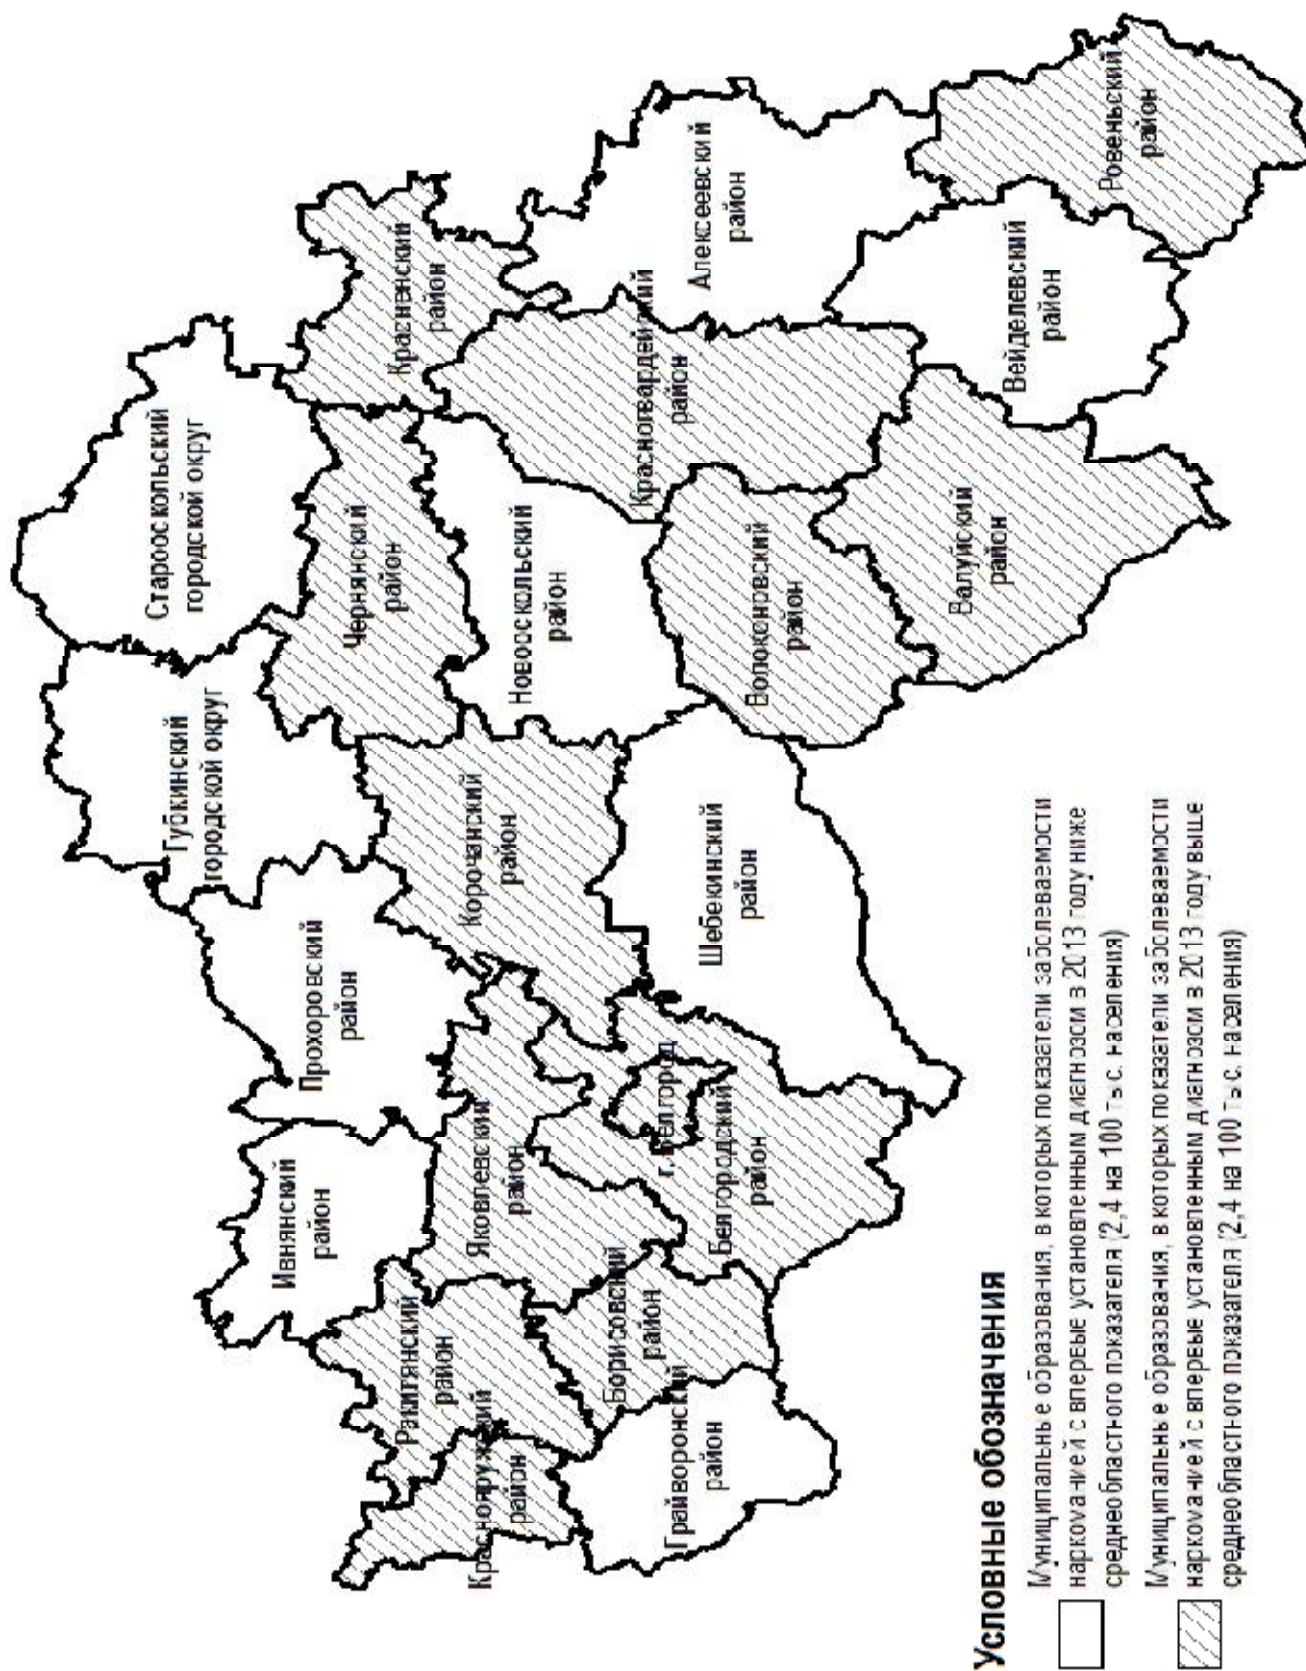 Старооскольский
городской округ
Губкинский
городской округ
Прохоровский
район
Ивнянский
район
Чернянский
район
Красненский
район
Корочанский
район
Яковлевский
район
Ракитянский
район
Краснояружский
район
Новооскольский
район
Красногвардейский
район
Алексеевский
район
г. Белгород
Белгородский
район
Борисовский
район
Грайворонский
район
Шебекинский
район
Волоконовский
район
Валуйский
район
Вейделевский
район
Ровеньский
район
Условные обозначения
Муниципальные образования, в которых показатели заболеваемости
наркоманией с впервые установленным диагнозом в 2013 году ниже
среднеобластного показателя (2,4 на 100 тыс. населения)
Муниципальные образования, в которых показатели заболеваемости
наркоманией с впервые установленным диагнозом в 2013 году выше
среднеобластного показателя (2,4 на 100 тыс. населения)